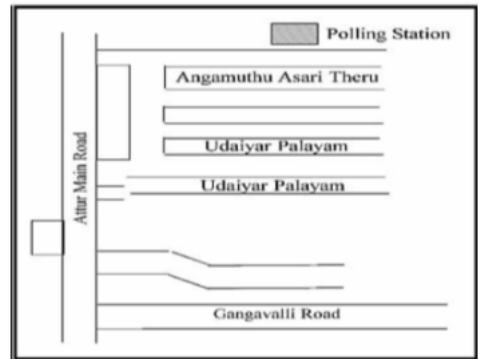 Polling Station
Angamuthu Asari Theru
Udaiyar Palayam
Udaiyar Palayam
Attur Main Road
Gangavalli Road